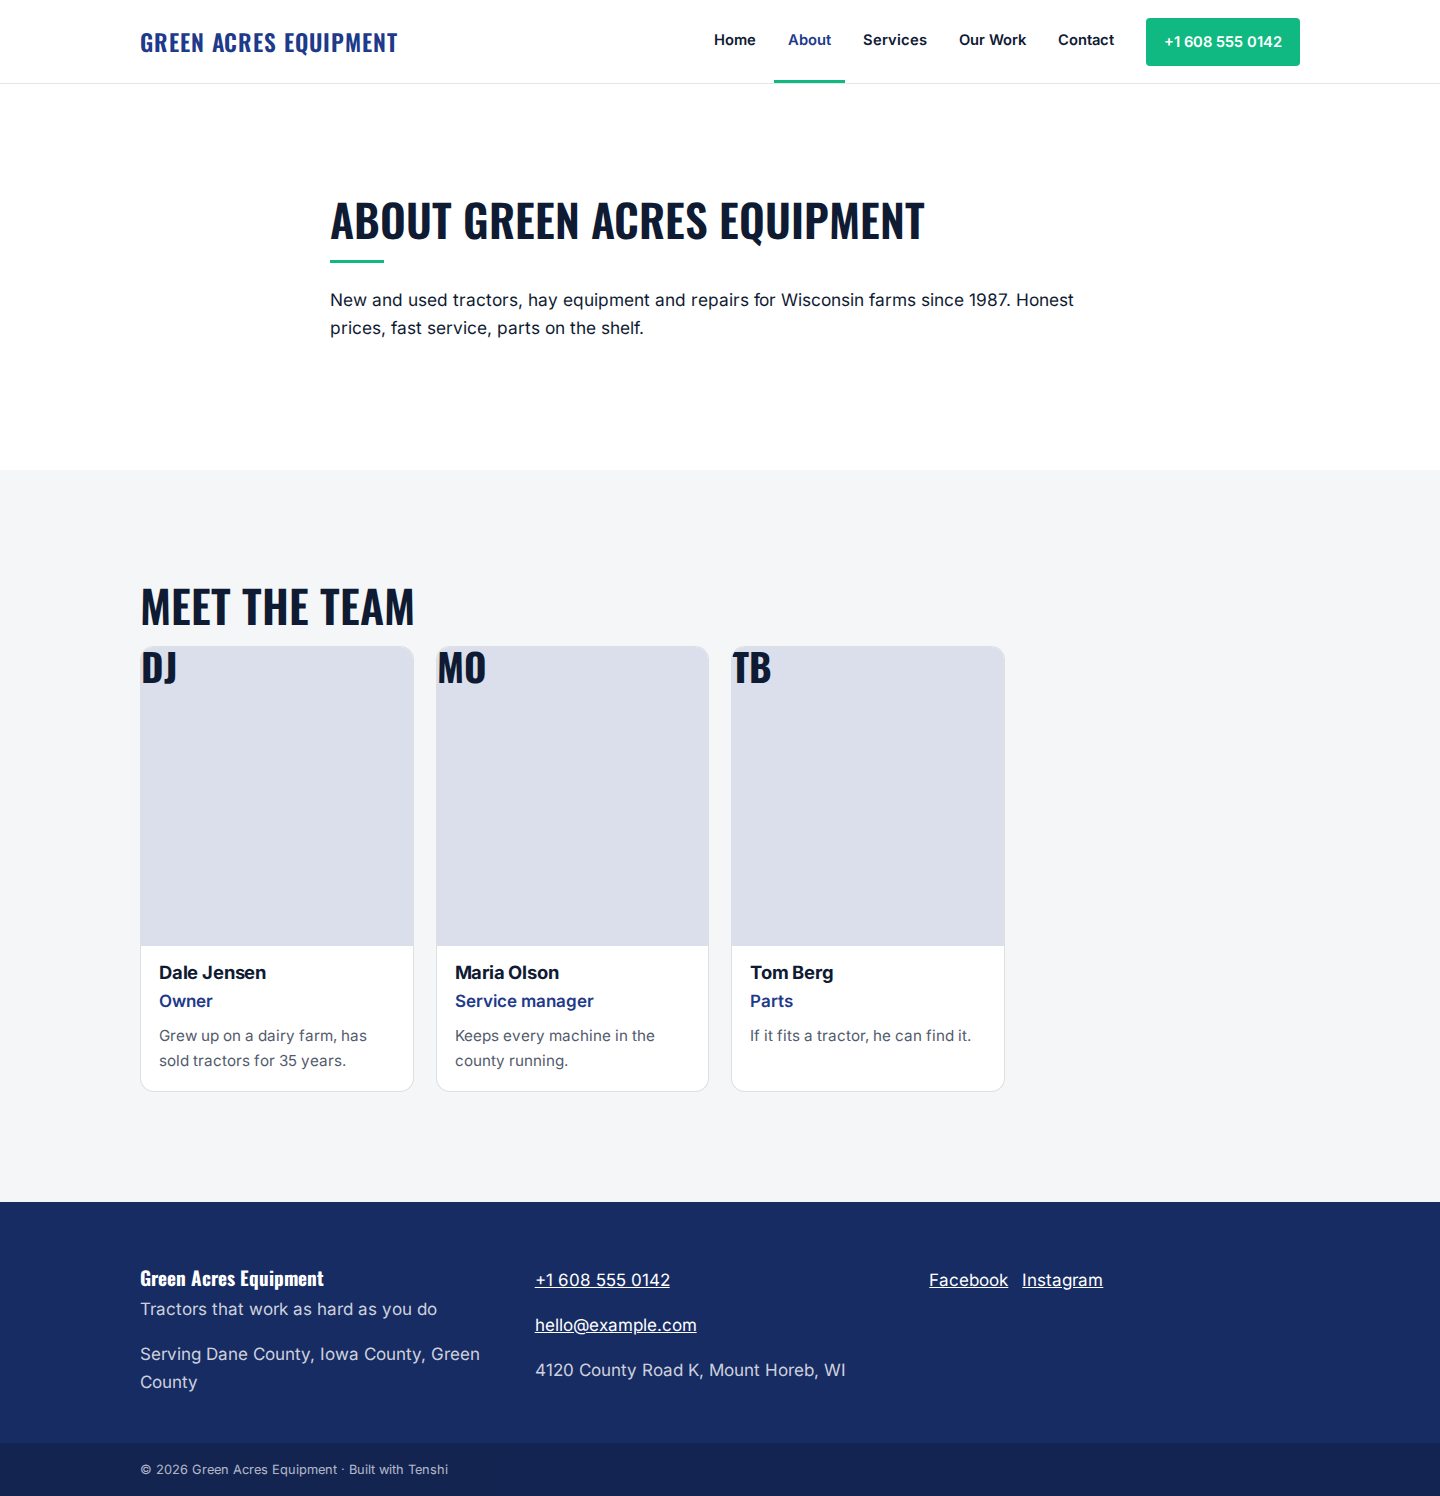 GREEN ACRES EQUIPMENT
Home About Services Our Work Contact +1 608 555 0142
ABOUT GREEN ACRES EQUIPMENT
New and used tractors, hay equipment and repairs for Wisconsin farms since 1987. Honest
prices, fast service, parts on the shelf.
MEET THE TEAM
DJ
Dale Jensen
Owner
Grew up on a dairy farm, has
sold tractors for 35 years.
MO
Maria Olson
Service manager
Keeps every machine in the
county running.
TB
Tom Berg
Parts
If it fits a tractor, he can find it.
Green Acres Equipment
Tractors that work as hard as you do
Serving Dane County, Iowa County, Green
County
+1 608 555 0142
hello@example.com
4120 County Road K, Mount Horeb, WI
Facebook Instagram
© 2026 Green Acres Equipment · Built with Tenshi